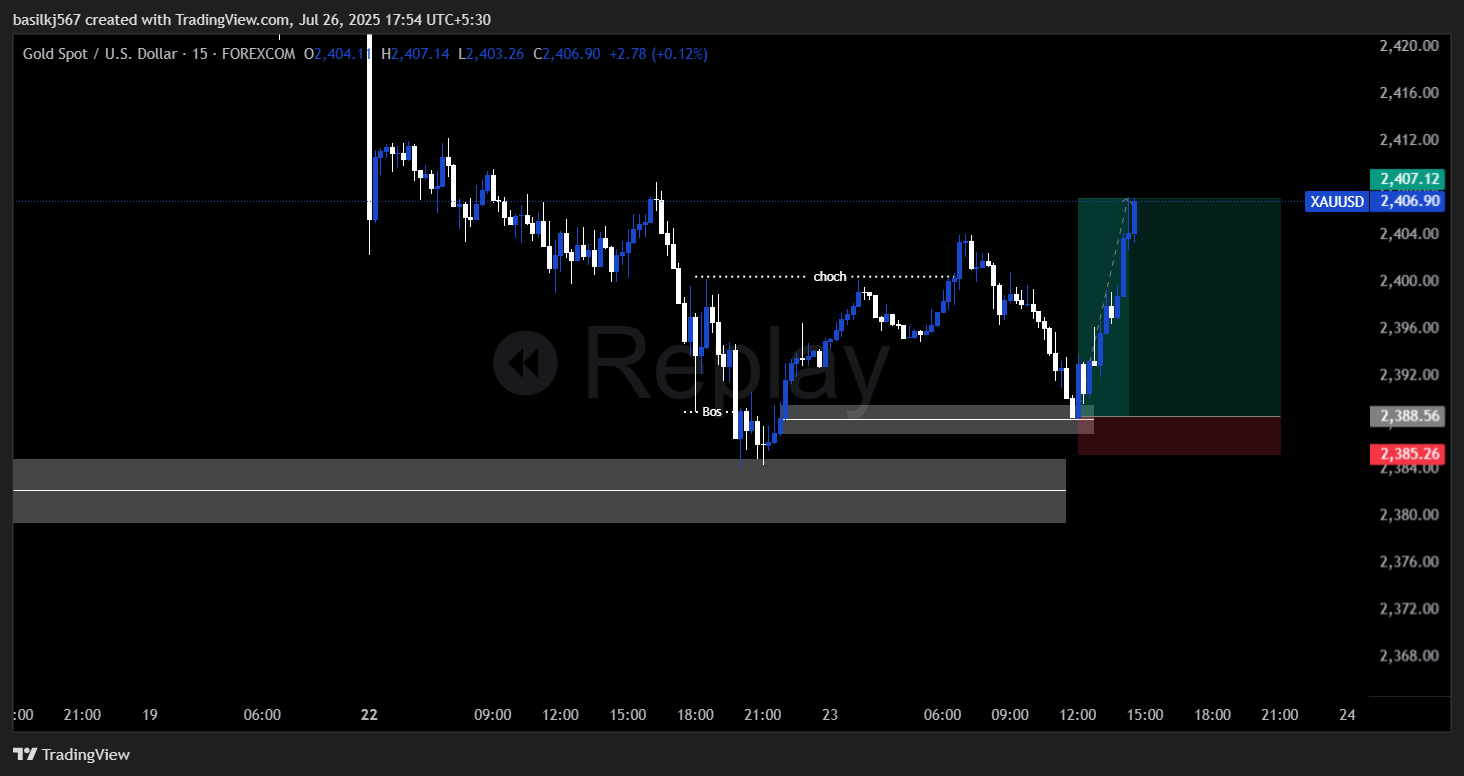 basilkj567 created with TradingView.com, Jul 26, 2025 17:54 UTC+5:30
Gold Spot / U.S. Dollar · 15 · FOREXCOM O2,404.11 H2,407.14 L2,403.26 C2,406.90 +2.78 (+0.12%)
2,420.00
2,416.00
2,412.00
2,407.12
XAUUSD 2,406.90
2,404.00
choch
2,400.00
2,396.00
Replay
2,392.00
Bos
2,388.56
2,385.26
2,384.00
2,380.00
2,376.00
2,372.00
2,368.00
:00 21:00 19 06:00 22 09:00 12:00 15:00 18:00 21:00 23 06:00 09:00 12:00 15:00 18:00 21:00 24
TradingView